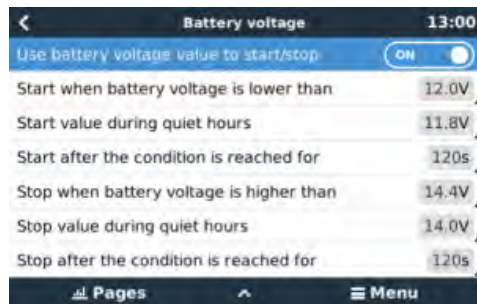 Battery voltage 13:00
Use battery voltage value to start/stop ON
Start when battery voltage is lower than 12.0V
Start value during quiet hours 11.8V
Start after the condition is reached for 120s
Stop when battery voltage is higher than 14.4V
Stop value during quiet hours 14.0V
Stop after the condition is reached for 120s
Pages Menu